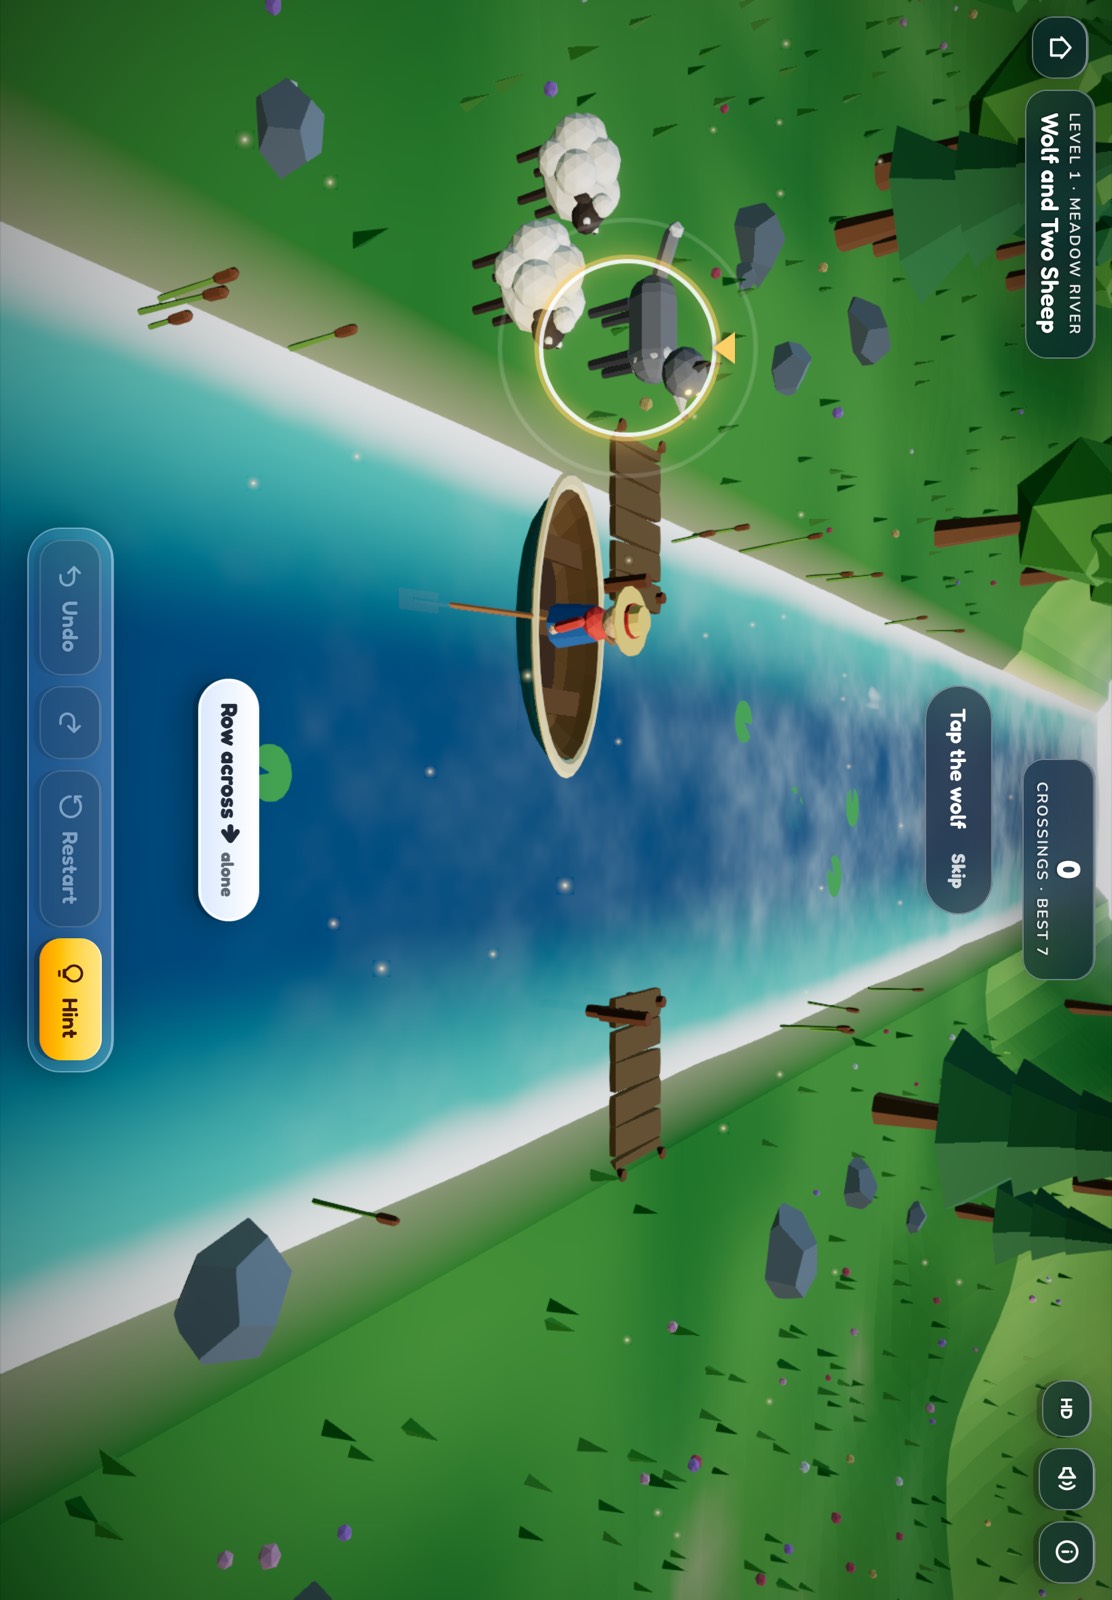 LEVEL 1 · MEADOW RIVER
Wolf and Two Sheep
0
CROSSINGS · BEST 7
HD
Tap the wolf Skip
Row across → alone
Undo Restart Hint